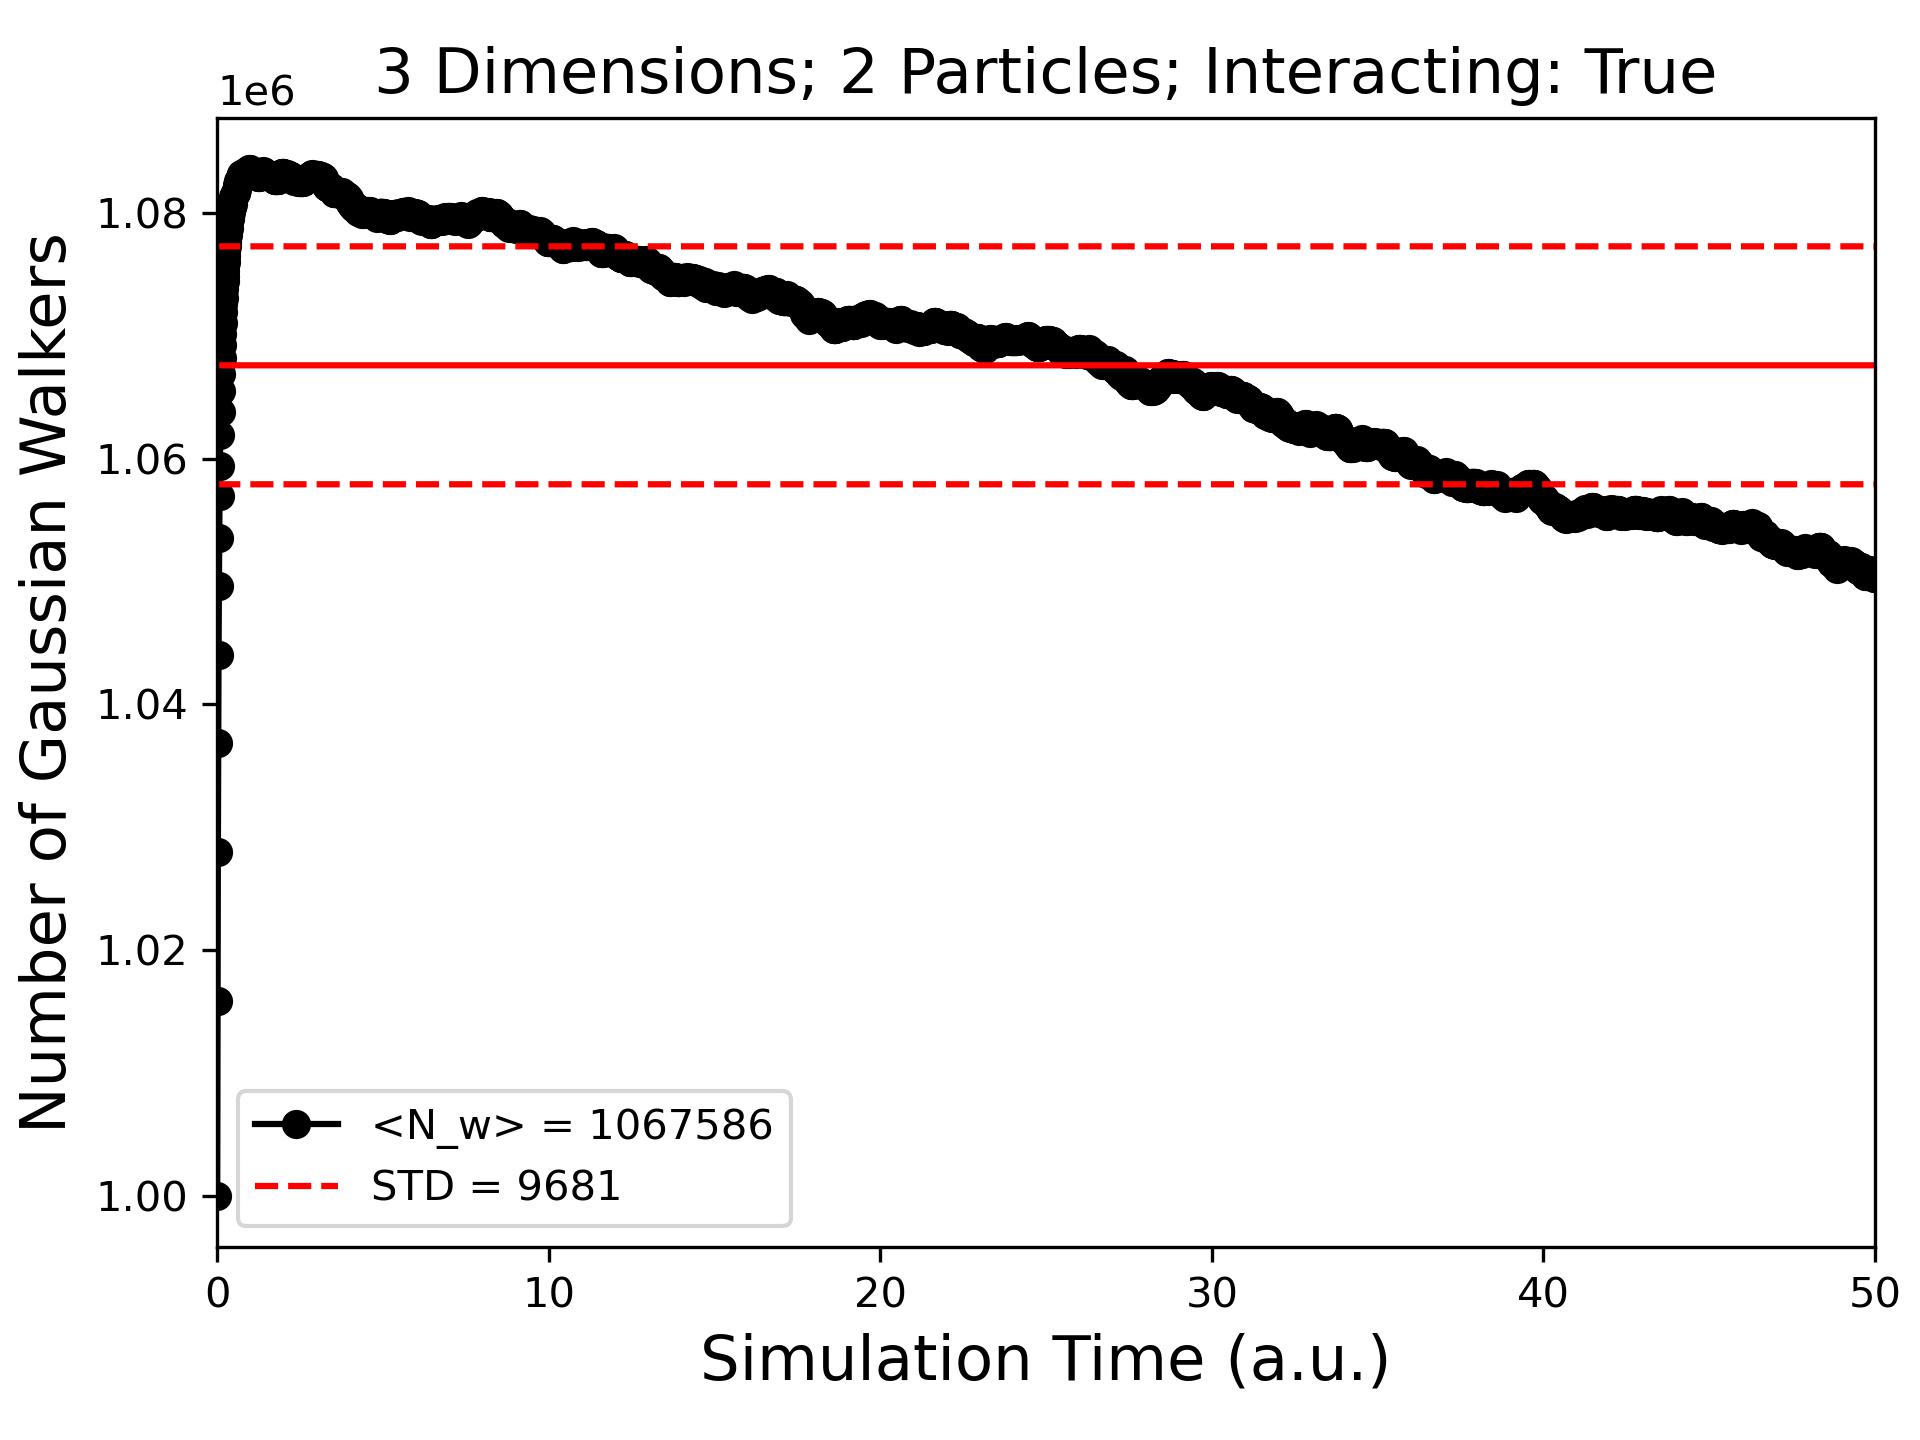 3 Dimensions; 2 Particles; Interacting: True
1e6
1.08
1.06
1.04
1.02
1.00
Number of Gaussian Walkers
<N_w> = 1067586
STD = 9681
0 10 20 30 40 50
Simulation Time (a.u.)